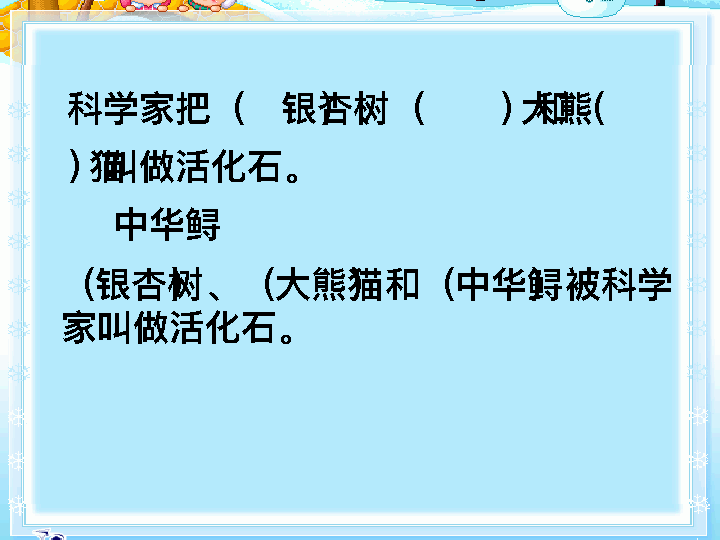 科学家把（ 银杏树 （ ）和大熊（
）叫猫做活化石。
中华鲟
（银杏树）、（大熊猫）和（中华鲟）被科学
家叫做活化石。